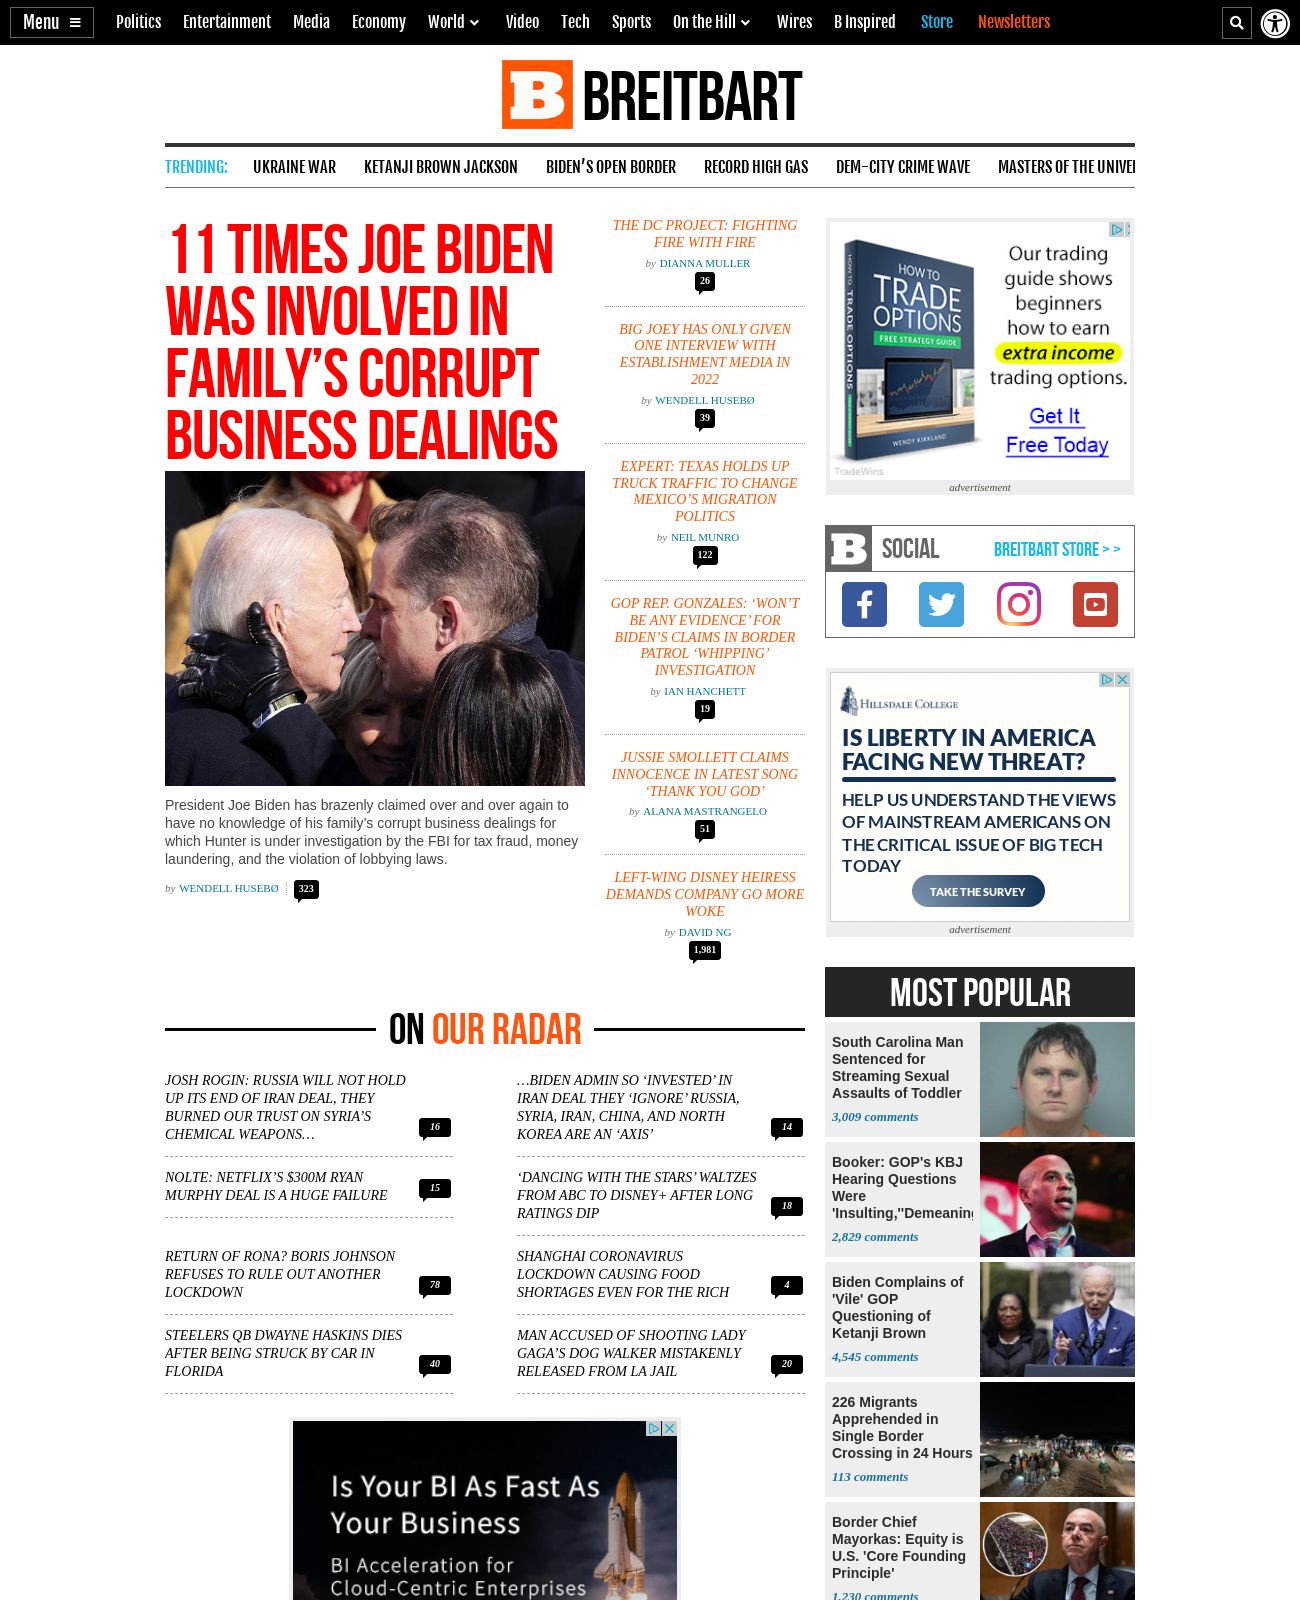 Menu
Politics Entertainment Media Economy World Video Tech Sports On the Hill Wires B Inspired Store Newsletters
B BREITBART
TRENDING: UKRAINE WAR KETANJI BROWN JACKSON BIDEN'S OPEN BORDER RECORD HIGH GAS DEM-CITY CRIME WAVE MASTERS OF THE
11 TIMES JOE BIDEN
WAS INVOLVED IN
FAMILY'S CORRUPT
BUSINESS DEALINGS
President Joe Biden has brazenly claimed over and over again to
have no knowledge of his family's corrupt business dealings for
which Hunter is under investigation by the FBI for tax fraud, money
laundering, and the violation of lobbying laws.
by WENDELL HUSEBØ 323
THE DC PROJECT: FIGHTING
FIRE WITH FIRE
by DIANNA MULLER
26
BIG JOEY HAS ONLY GIVEN
ONE INTERVIEW WITH
ESTABLISHMENT MEDIA IN
2022
by WENDELL HUSEBØ
39
EXPERT: TEXAS HOLDS UP
TRUCK TRAFFIC TO CHANGE
MEXICO'S MIGRATION
POLITICS
by NEIL MUNRO
122
GOP REP. GONZALES: ‘WON'T
BE ANY EVIDENCE’ FOR
BIDEN'S CLAIMS IN BORDER
PATROL ‘WHIPPING’
INVESTIGATION
by IAN HANCHETT
19
JUSSIE SMOLLETT CLAIMS
INNOCENCE IN LATEST SONG
‘THANK YOU GOD’
by ALANA MASTRANGELO
51
LEFT-WING DISNEY HEIRESS
DEMANDS COMPANY GO MORE
WOKE
by DAVID NG
1,981
HOW TO TRADE OPTIONS
HOW TO
TRADE
OPTIONS
FREE STRATEGY GUIDE
WENDY KIRKLAND
TradeWins
Our trading
guide shows
beginners
how to earn
extra income
trading options.
Get It
Free Today
advertisement
B SOCIAL BREITBART STORE > >
HILLSDALE COLLEGE
IS LIBERTY IN AMERICA
FACING NEW THREAT?
HELP US UNDERSTAND THE VIEWS
OF MAINSTREAM AMERICANS ON
THE CRITICAL ISSUE OF BIG TECH
TODAY
TAKE THE SURVEY
advertisement
ON OUR RADAR
JOSH ROGIN: RUSSIA WILL NOT HOLD
UP ITS END OF IRAN DEAL, THEY
BURNED OUR TRUST ON SYRIA'S
CHEMICAL WEAPONS…
16
…BIDEN ADMIN SO ‘INVESTED’ IN
IRAN DEAL THEY ‘IGNORE’ RUSSIA,
SYRIA, IRAN, CHINA, AND NORTH
KOREA ARE AN ‘AXIS’
14
NOLTE: NETFLIX'S $300M RYAN
MURPHY DEAL IS A HUGE FAILURE
15
‘DANCING WITH THE STARS’ WALTZES
FROM ABC TO DISNEY+ AFTER LONG
RATINGS DIP
18
RETURN OF RONA? BORIS JOHNSON
REFUSES TO RULE OUT ANOTHER
LOCKDOWN
78
SHANGHAI CORONAVIRUS
LOCKDOWN CAUSING FOOD
SHORTAGES EVEN FOR THE RICH
4
STEELERS QB DWAYNE HASKINS DIES
AFTER BEING STRUCK BY CAR IN
FLORIDA
40
MAN ACCUSED OF SHOOTING LADY
GAGA'S DOG WALKER MISTAKENLY
RELEASED FROM LA JAIL
20
Is Your BI As Fast As
Your Business
BI Acceleration for
Cloud-Centric Enterprises
MOST POPULAR
South Carolina Man
Sentenced for
Streaming Sexual
Assaults of Toddler
3,009 comments
Booker: GOP's KBJ
Hearing Questions
Were
'Insulting,''Demeaning
2,829 comments
Biden Complains of
'Vile' GOP
Questioning of
Ketanji Brown
4,545 comments
226 Migrants
Apprehended in
Single Border
Crossing in 24 Hours
113 comments
Border Chief
Mayorkas: Equity is
U.S. 'Core Founding
Principle'
1,230 comments